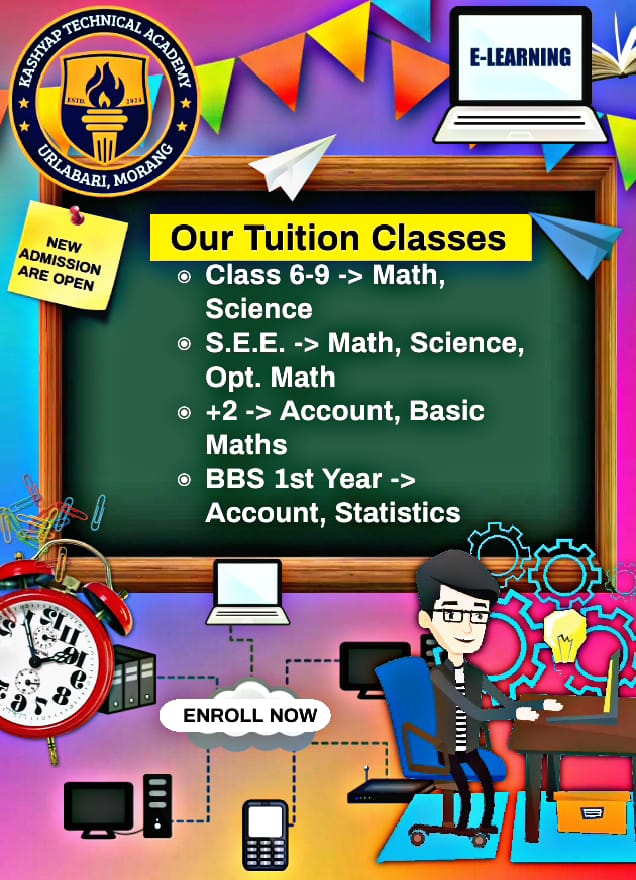 KASHYAP TECHNICAL ACADEMY
ESTD. 2024
URLABARI, MORANG
E-LEARNING
NEW
ADMISSION
ARE OPEN
Our Tuition Classes
◉ Class 6-9 -> Math,
Science
◉ S.E.E. -> Math, Science,
Opt. Math
◉ +2 -> Account, Basic
Maths
◉ BBS 1st Year ->
Account, Statistics
ENROLL NOW